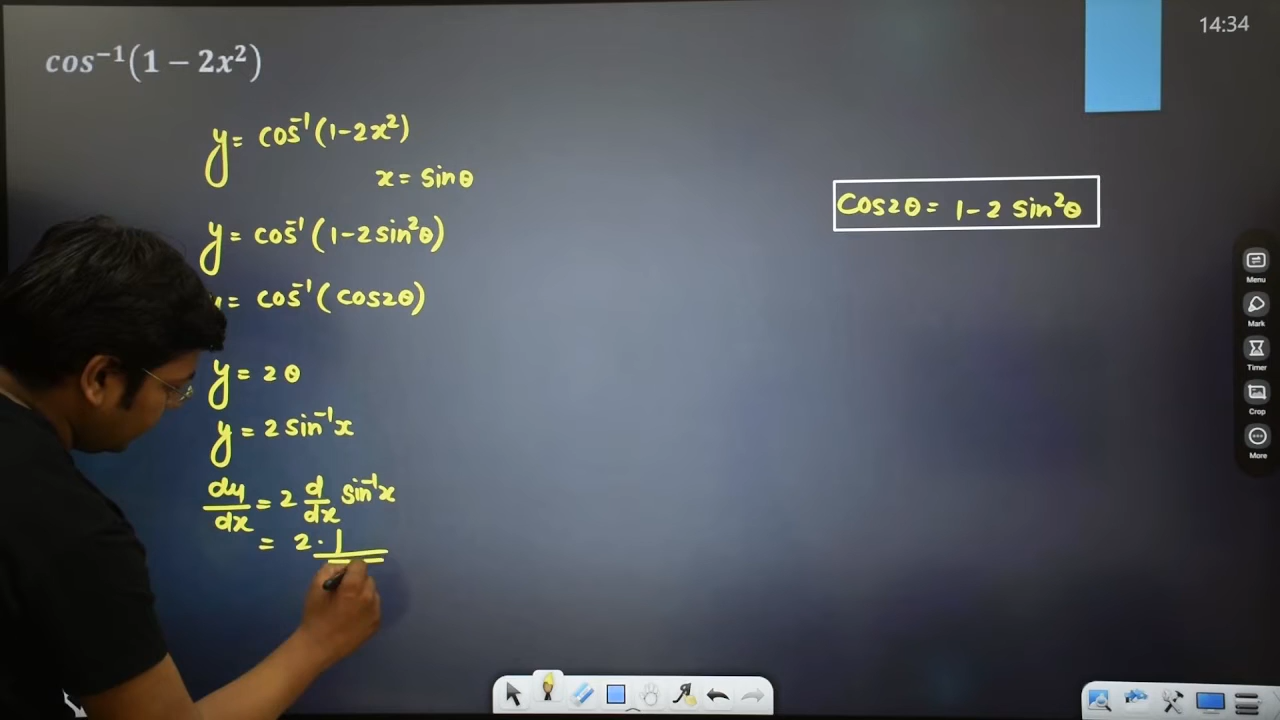 14:34
cos⁻¹(1 − 2x²)
y = cos⁻¹(1-2x²)
x = sinθ
cos2θ = 1-2 sin²θ
y = cos⁻¹(1-2sin²θ)
= cos⁻¹(cos2θ)
y = 2θ
y = 2 sin⁻¹x
dy/dx = 2 d/dx sin⁻¹x
= 2 · 1
Menu
Mark
Timer
Crop
More